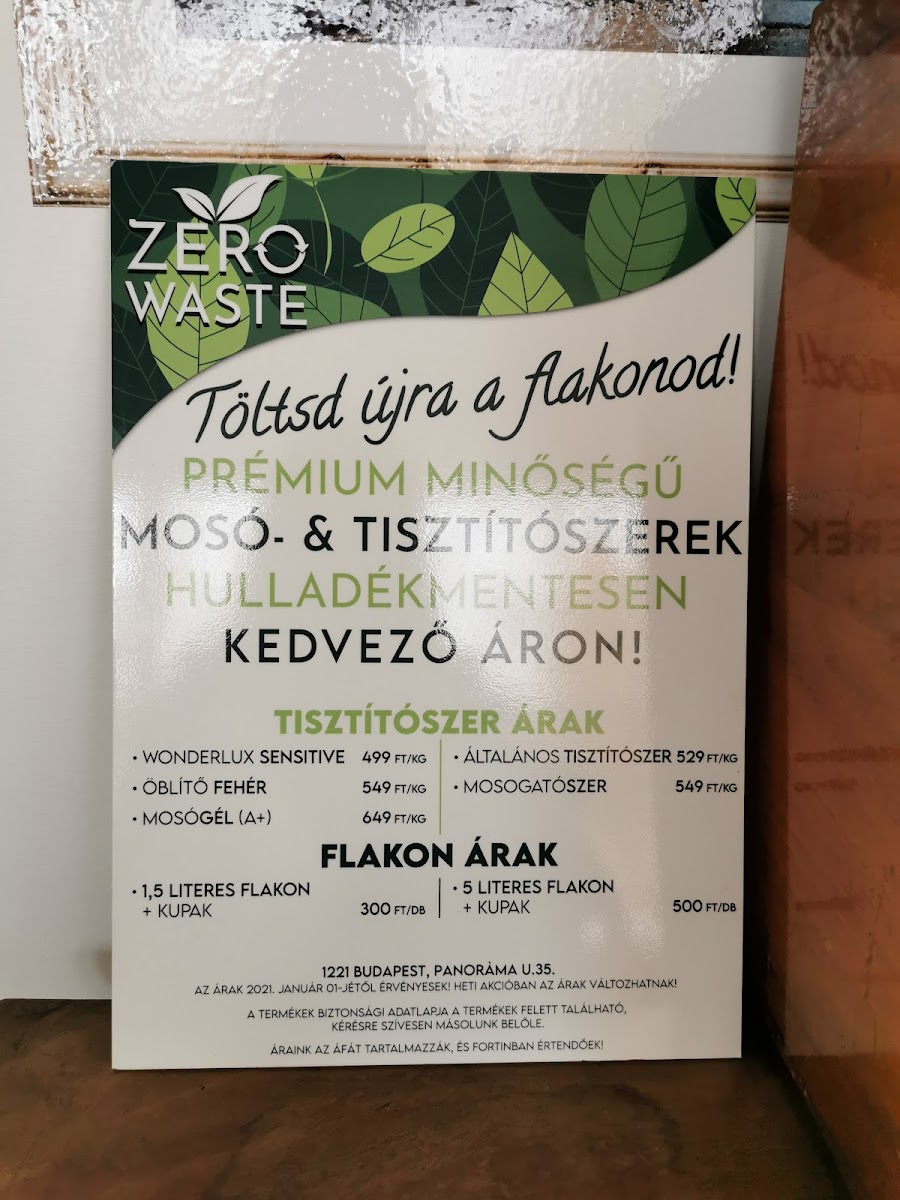 ZERO
WASTE
Töltsd újra a flakonod!
PRÉMIUM MINŐSÉGŰ
MOSÓ- & TISZTÍTÓSZEREK
HULLADÉKMENTESEN
KEDVEZŐ ÁRON!
TISZTÍTÓSZER ÁRAK
• WONDERLUX SENSITIVE 499 FT/KG
• ÖBLÍTŐ FEHÉR 549 FT/KG
• MOSÓGÉL (A+) 649 FT/KG
• ÁLTALÁNOS TISZTÍTÓSZER 529 FT/KG
• MOSOGATÓSZER 549 FT/KG
FLAKON ÁRAK
• 1,5 LITERES FLAKON
+ KUPAK 300 FT/DB
• 5 LITERES FLAKON
+ KUPAK 500 FT/DB
1221 BUDAPEST, PANORÀMA U.35.
AZ ÁRAK 2021. JANUÁR 01-JÉTŐL ÉRVÉNYESEK! HETI AKCIÓBAN AZ ÁRAK VÁLTOZHATNAK!
A TERMÉKEK BIZTONSÁGI ADATLAPJA A TERMÉKEK FELETT TALÁLHATÓ,
KÉRÉSRE SZÍVESEN MÁSOLUNK BELŐLE.
ÁRAINK AZ ÁFÁT TARTALMAZZÁK, ÉS FORTINBAN ÉRTENDŐEK!